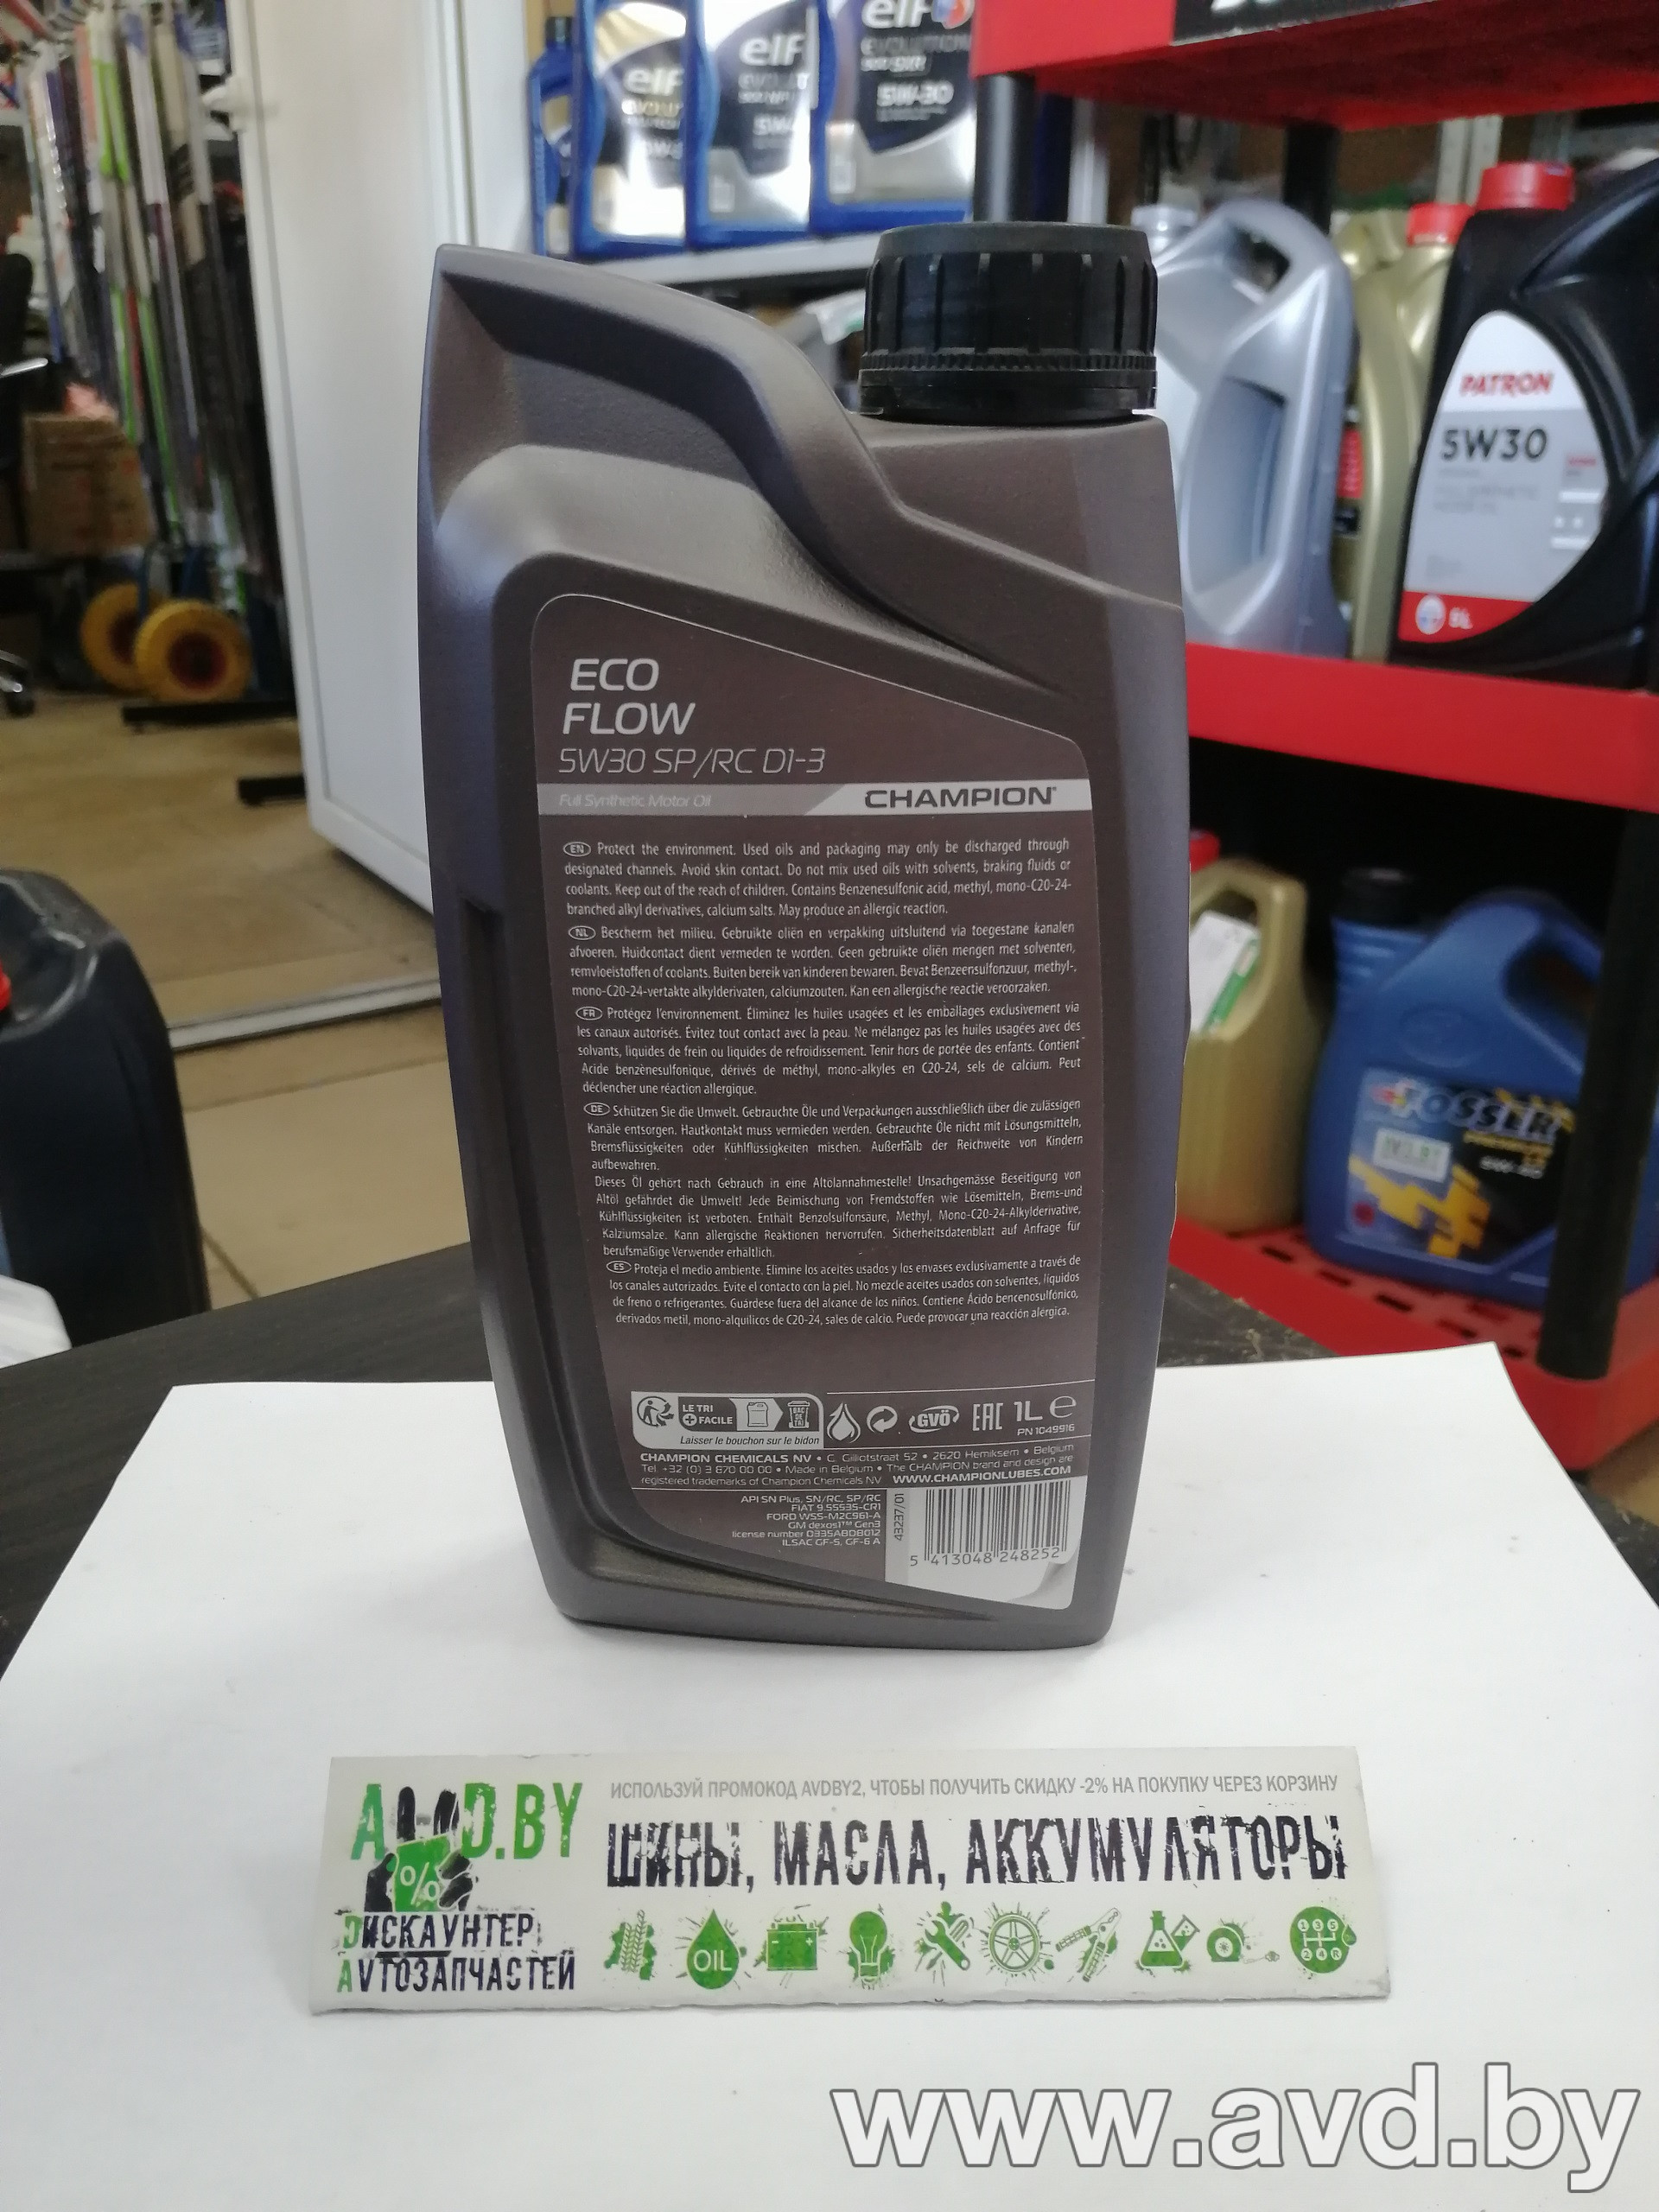 elf
elf
elf
5W-30
PATRON
5W30
5L
ECO
FLOW
5W30 SP/RC D1-3
Full Synthetic Motor Oil
CHAMPION
EN Protect the environment. Used oils and packaging may only be discharged through
designated channels. Avoid skin contact. Do not mix used oils with solvents, braking fluids or
coolants. Keep out of the reach of children. Contains Benzenesulfonic acid, methyl, mono-C20-24-
branched alkyl derivatives, calcium salts. May produce an allergic reaction.
NL Bescherm het milieu. Gebruikte oliën en verpakking uitsluitend via toegestane kanalen
afvoeren. Huidcontact dient vermeden te worden. Geen gebruikte oliën mengen met solventen,
remvloeistoffen of coolants. Buiten bereik van kinderen bewaren. Bevat Benzeensulfonzuur, methyl-,
mono-C20-24-vertakte alkylderivaten, calciumzouten. Kan een allergische reactie veroorzaken.
FR Protégez l'environnement. Éliminez les huiles usagées et les emballages exclusivement via
les canaux autorisés. Évitez tout contact avec la peau. Ne mélangez pas les huiles usagées avec des
solvants, liquides de frein ou liquides de refroidissement. Tenir hors de portée des enfants. Contient
Acide benzènesulfonique, dérivés de méthyl, mono-alkyles en C20-24, sels de calcium. Peut
déclencher une réaction allergique.
DE Schützen Sie die Umwelt. Gebrauchte Öle und Verpackungen ausschließlich über die zulässigen
Kanäle entsorgen. Hautkontakt muss vermieden werden. Gebrauchte Öle nicht mit Lösungsmitteln,
Bremsflüssigkeiten oder Kühlflüssigkeiten mischen. Außerhalb der Reichweite von Kindern
aufbewahren.
Dieses Öl gehört nach Gebrauch in eine Altölannahmestelle! Unsachgemässe Beseitigung von
Altöl gefährdet die Umwelt! Jede Beimischung von Fremdstoffen wie Lösemitteln, Brems-und
Kühlflüssigkeiten ist verboten. Enthält Benzolsulfonsäure, Methyl, Mono-C20-24-Alkylderivative,
Kalziumsalze. Kann allergische Reaktionen hervorrufen. Sicherheitsdatenblatt auf Anfrage für
berufsmäßige Verwender erhältlich.
ES Proteja el medio ambiente. Elimine los aceites usados y los envases exclusivamente a través de
los canales autorizados. Evite el contacto con la piel. No mezcle aceites usados con solventes, líquidos
de freno o refrigerantes. Guárdese fuera del alcance de los niños. Contiene Ácido bencenosulfónico,
derivados metil, mono-alquílicos de C20-24, sales de calcio. Puede provocar una reacción alérgica.
LE TRI
+ FACILE
BAC DE TRI
Laisser le bouchon sur le bidon
GVÖ
EAC
1L e
PN 1049916
CHAMPION CHEMICALS NV • C. Gilliotstraat 52 • 2620 Hemiksem • Belgium
Tel. +32 (0) 3 870 00 00 • Made in Belgium • The CHAMPION brand and design are
registered trademarks of Champion Chemicals NV WWW.CHAMPIONLUBES.COM
API SN Plus, SN/RC, SP/RC
FIAT 9.55535-CR1
FORD WSS-M2C961-A
GM dexos1™ Gen3
license number D335ABDB012
ILSAC GF-5, GF-6 A
43237/01
5 413048 248252
FOSSER
AVD.BY
%
DИСКАУНТЕР
АVТОЗАПЧАСТЕЙ
ИСПОЛЬЗУЙ ПРОМОКОД AVDBY2, ЧТОБЫ ПОЛУЧИТЬ СКИДКУ -2% НА ПОКУПКУ ЧЕРЕЗ КОРЗИНУ
ШИНЫ, МАСЛА, АККУМУЛЯТОРЫ
OIL
1 3 5
2 4 R
www.avd.by